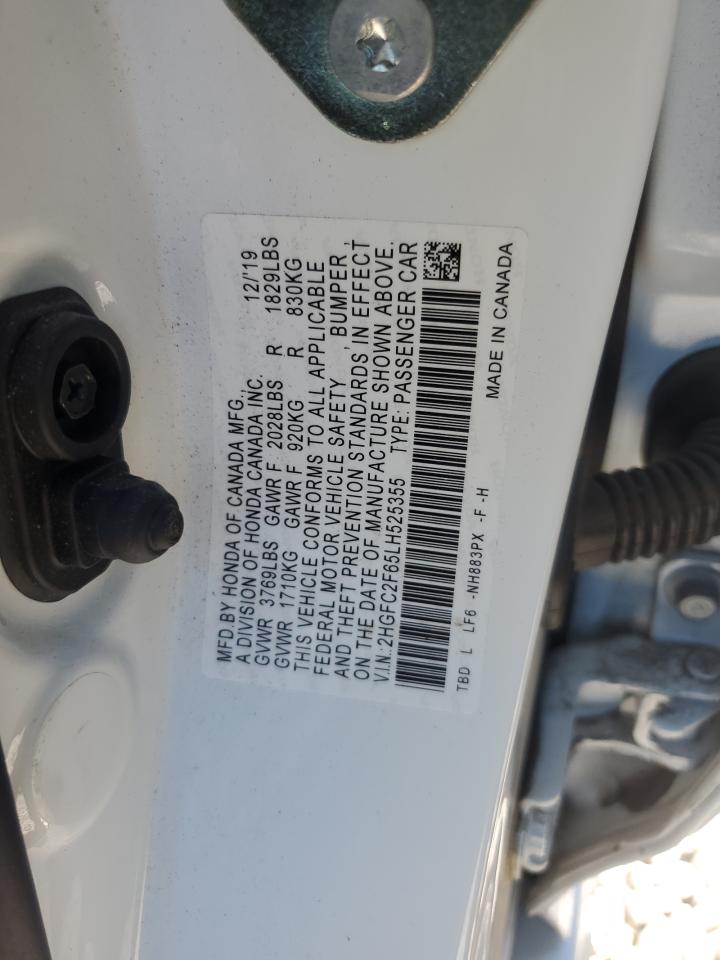 MFD.BY HONDA OF CANADA MFG., 12/'19
A DIVISION OF HONDA CANADA INC.
GVWR 3769LBS GAWR F 2028LBS R 1829LBS
GVWR 1710KG GAWR F 920KG R 830KG
THIS VEHICLE CONFORMS TO ALL APPLICABLE
FEDERAL MOTOR VEHICLE SAFETY , BUMPER ,
AND THEFT PREVENTION STANDARDS IN EFFECT
ON THE DATE OF MANUFACTURE SHOWN ABOVE.
V.I.N.:2HGFC2F65LH525355 TYPE: PASSENGER CAR
TBD L LF6 -NH883PX -F -H
MADE IN CANADA